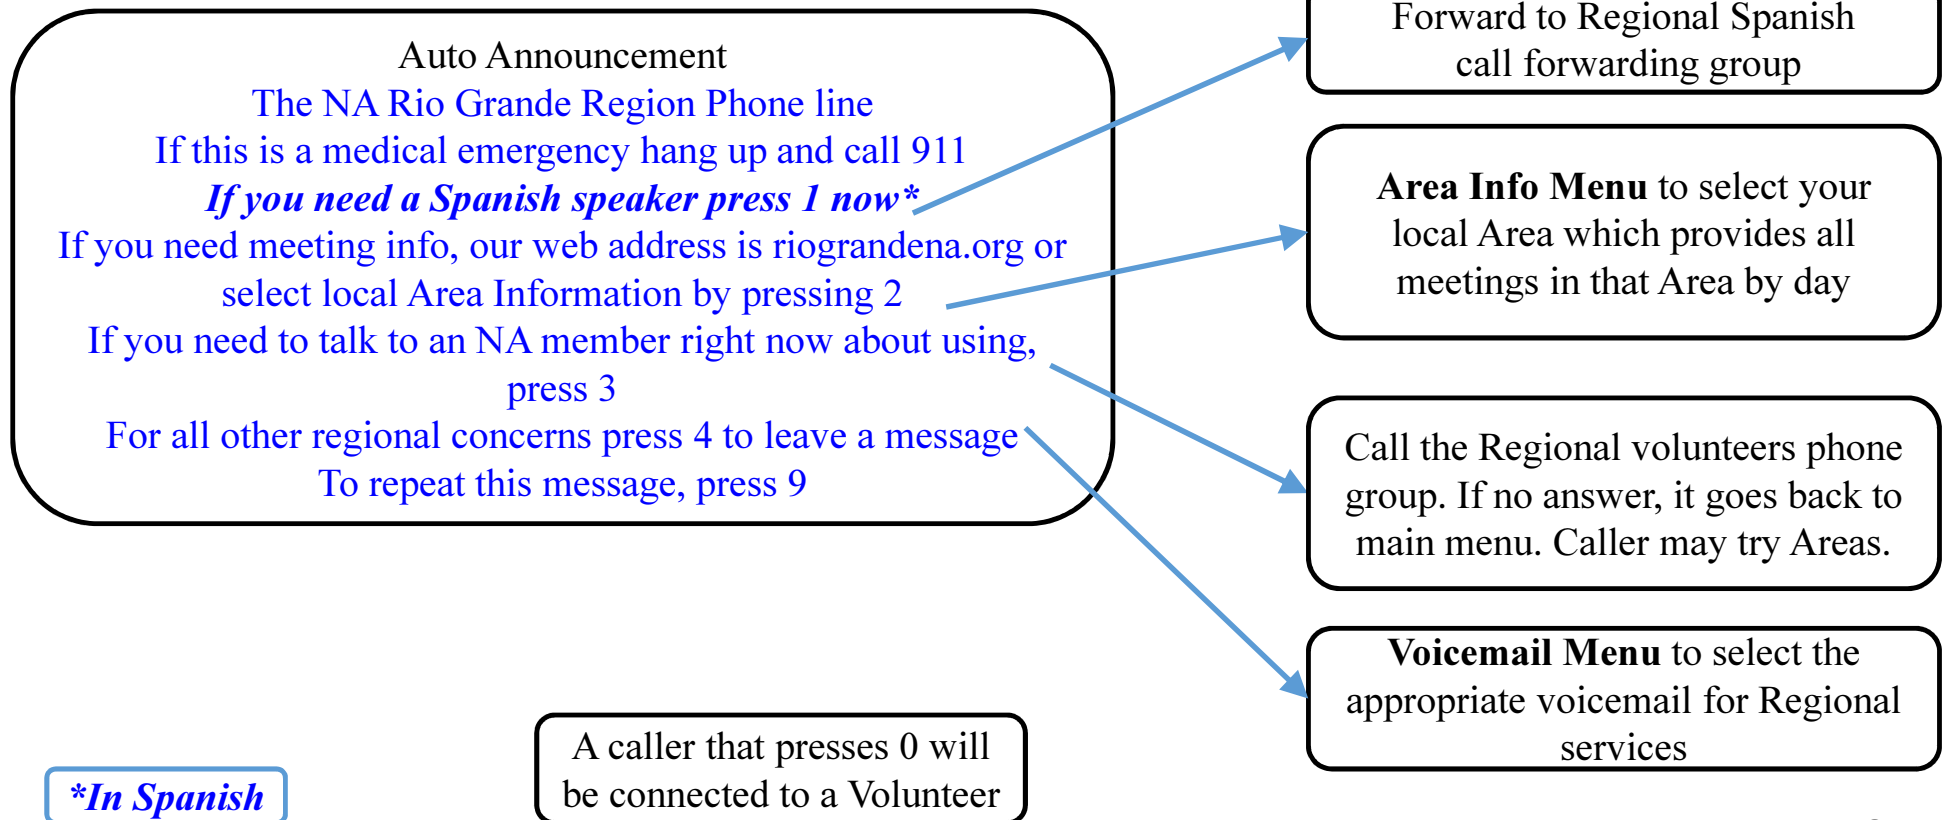 Auto Announcement
The NA Rio Grande Region Phone line
If this is a medical emergency hang up and call 911
If you need a Spanish speaker press 1 now*
If you need meeting info, our web address is riograndena.org or
select local Area Information by pressing 2
If you need to talk to an NA member right now about using,
press 3
For all other regional concerns press 4 to leave a message
To repeat this message, press 9
Forward to Regional Spanish
call forwarding group
Area Info Menu to select your
local Area which provides all
meetings in that Area by day
Call the Regional volunteers phone
group. If no answer, it goes back to
main menu. Caller may try Areas.
Voicemail Menu to select the
appropriate voicemail for Regional
services
A caller that presses 0 will
be connected to a Volunteer
*In Spanish